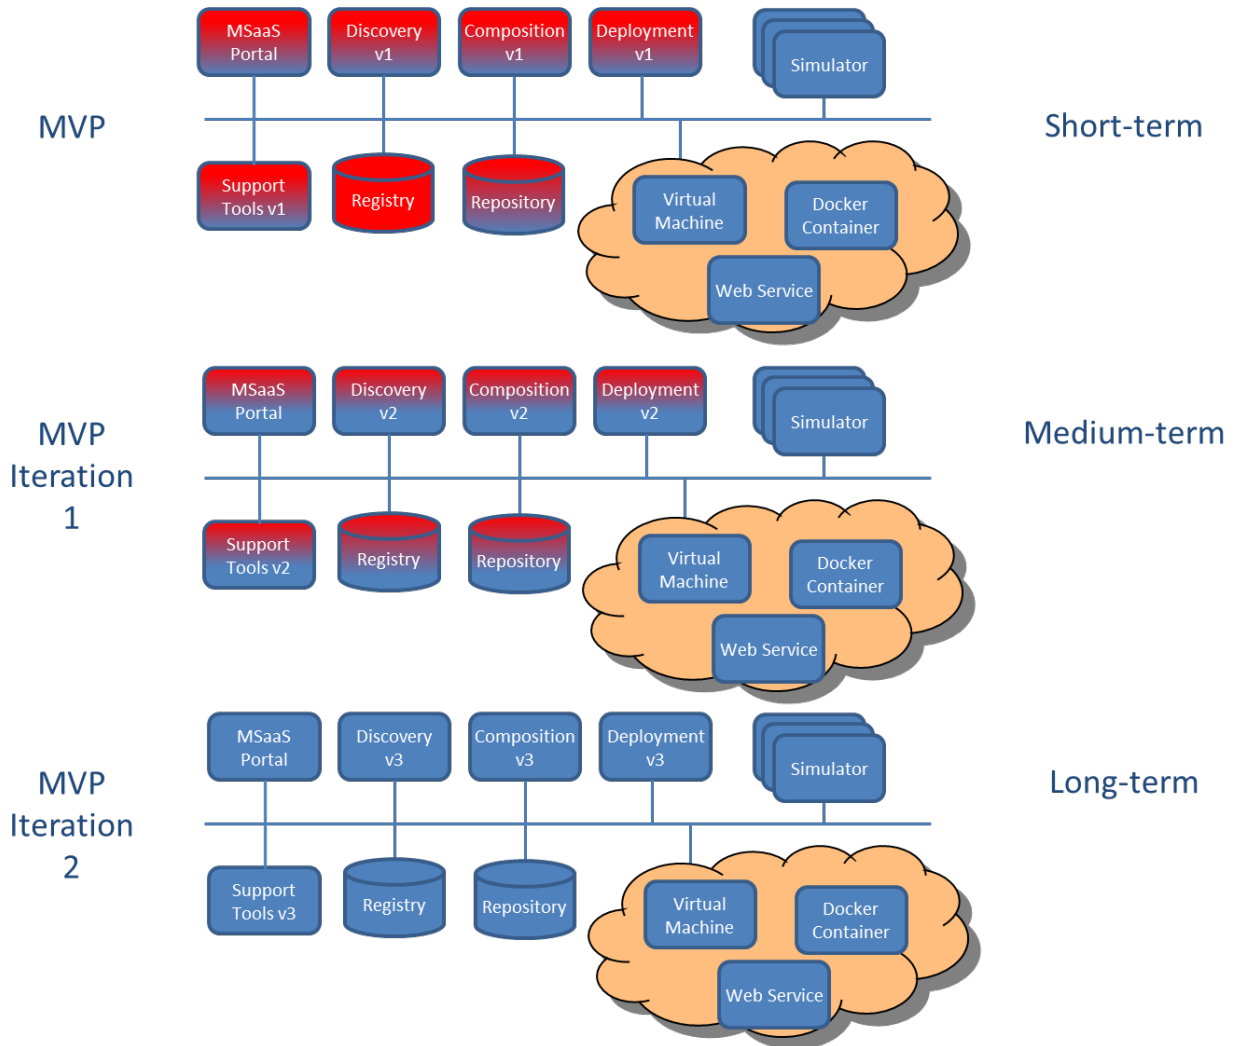 MSaaS
Portal
Discovery
v1
Composition
v1
Deployment
v1
Simulator
MVP
Short-term
Support
Tools v1
Registry
Repository
Virtual
Machine
Docker
Container
Web Service
MSaaS
Portal
Discovery
v2
Composition
v2
Deployment
v2
Simulator
MVP
Iteration
1
Medium-term
Support
Tools v2
Registry
Repository
Virtual
Machine
Docker
Container
Web Service
MSaaS
Portal
Discovery
v3
Composition
v3
Deployment
v3
Simulator
MVP
Iteration
2
Long-term
Support
Tools v3
Registry
Repository
Virtual
Machine
Docker
Container
Web Service